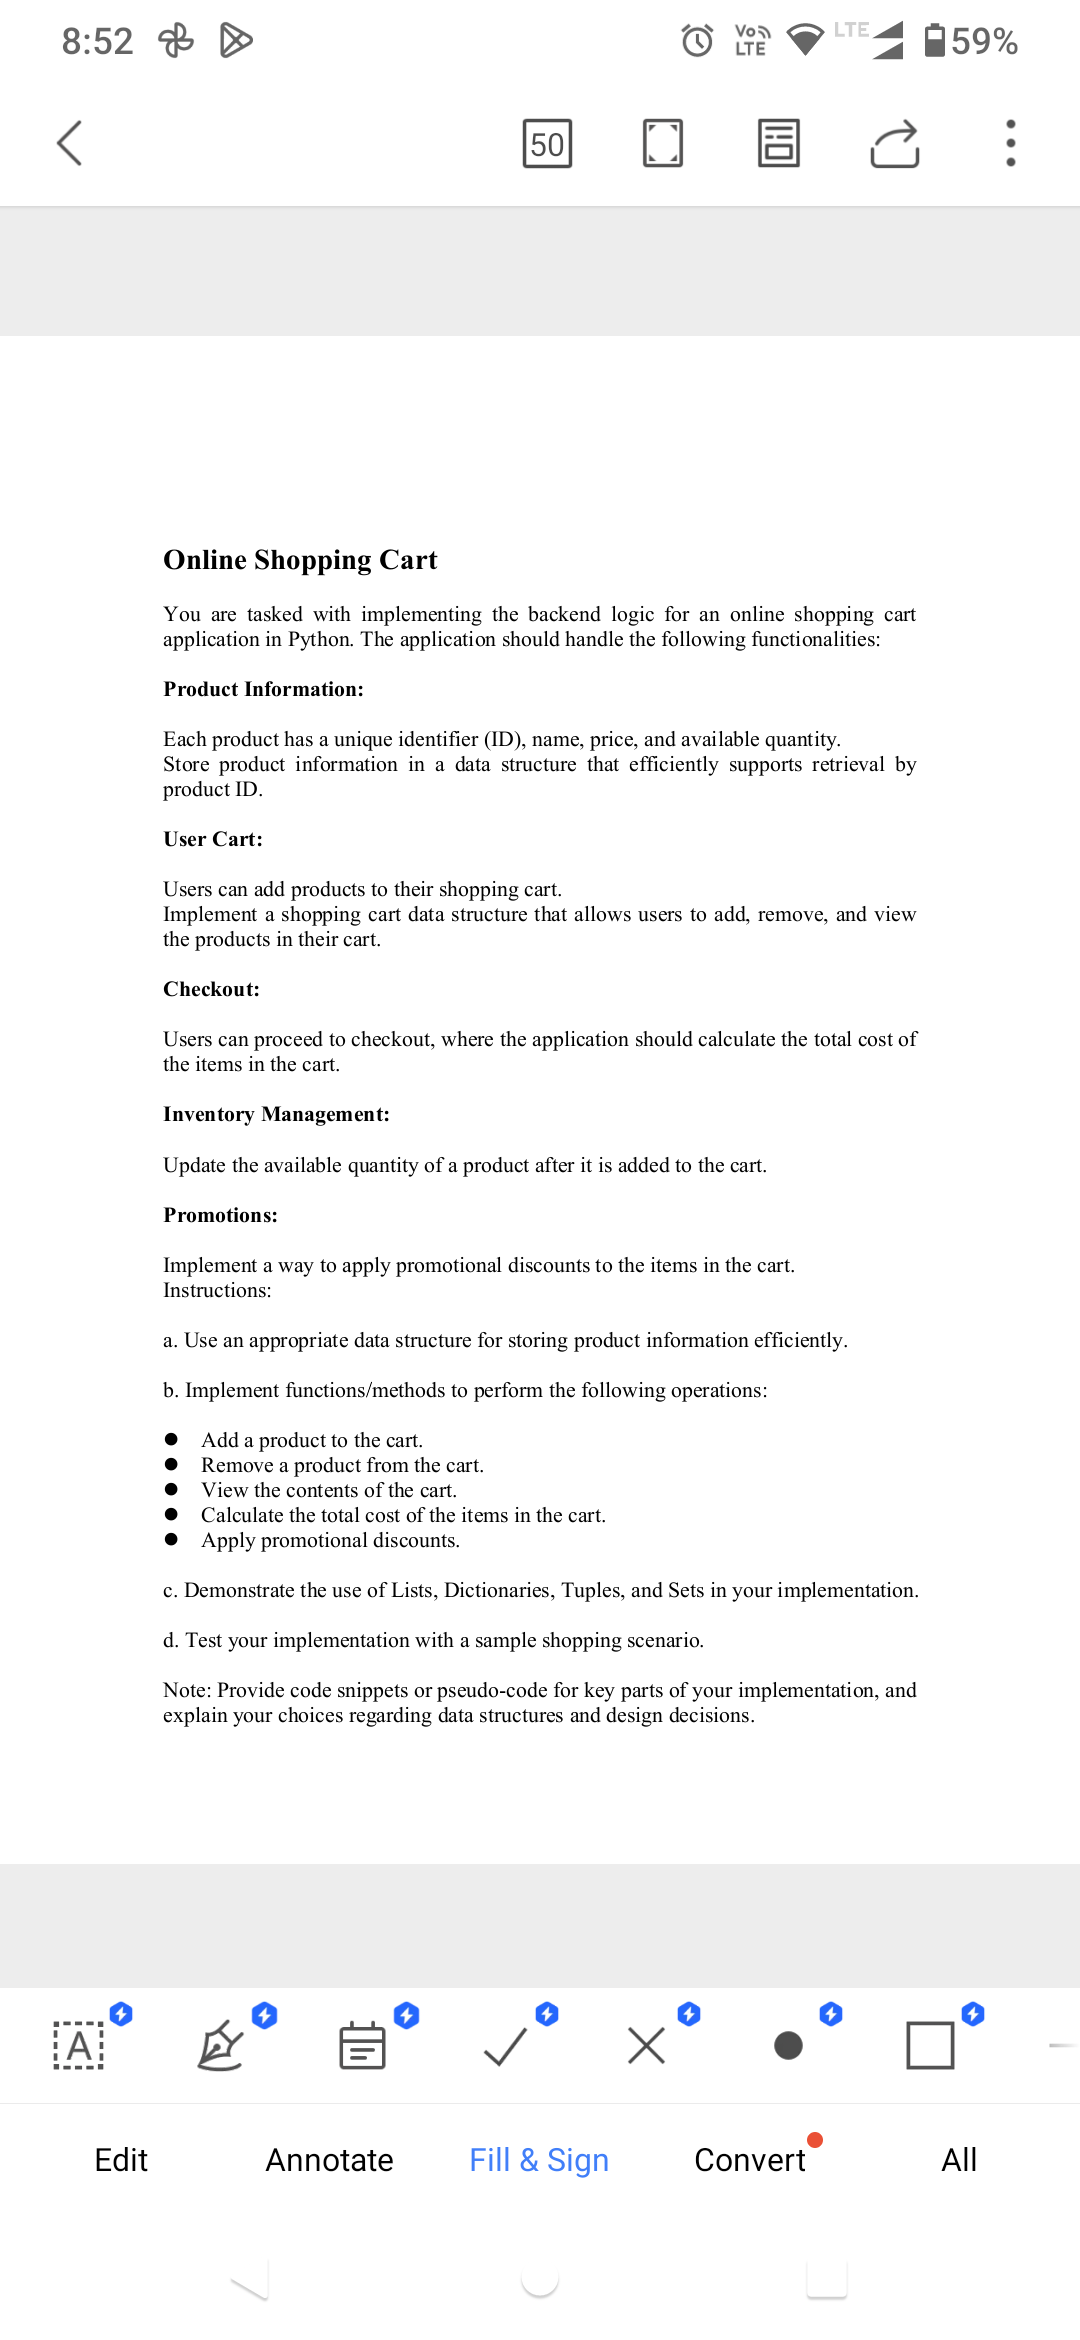 8:52
Vo LTE
LTE
59%
50
Online Shopping Cart
You are tasked with implementing the backend logic for an online shopping cart
application in Python. The application should handle the following functionalities:
Product Information:
Each product has a unique identifier (ID), name, price, and available quantity.
Store product information in a data structure that efficiently supports retrieval by
product ID.
User Cart:
Users can add products to their shopping cart.
Implement a shopping cart data structure that allows users to add, remove, and view
the products in their cart.
Checkout:
Users can proceed to checkout, where the application should calculate the total cost of
the items in the cart.
Inventory Management:
Update the available quantity of a product after it is added to the cart.
Promotions:
Implement a way to apply promotional discounts to the items in the cart.
Instructions:
a. Use an appropriate data structure for storing product information efficiently.
b. Implement functions/methods to perform the following operations:
● Add a product to the cart.
● Remove a product from the cart.
● View the contents of the cart.
● Calculate the total cost of the items in the cart.
● Apply promotional discounts.
c. Demonstrate the use of Lists, Dictionaries, Tuples, and Sets in your implementation.
d. Test your implementation with a sample shopping scenario.
Note: Provide code snippets or pseudo-code for key parts of your implementation, and
explain your choices regarding data structures and design decisions.
A
Edit
Annotate
Fill & Sign
Convert
All